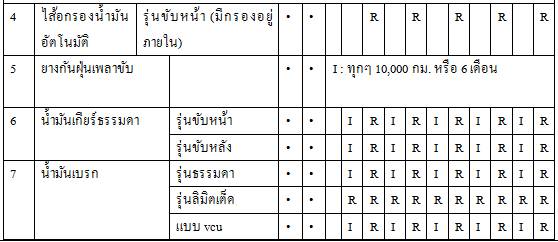 4 ไส้อกรองน้ำมัน รุ่นขับหน้า (มีกรองอยู่ • • R R R R
อัตโนมัติ ภายใน)
5 ยางกันฝุ่นเพลาขับ • • I : ทุกๆ 10,000 กม. หรือ 6 เดือน
6 น้ำมันเกียร์ธรรมดา รุ่นขับหน้า • • I R I R I R I R I R
รุ่นขับหลัง • • I R I R I R I R I R
7 น้ำมันเบรก รุ่นธรรมดา • • I R I R I R I R I R
รุ่นลิมิตเต็ด • • R R R R R R R R R R
แบบ vcu • • I R I R I R I R I R